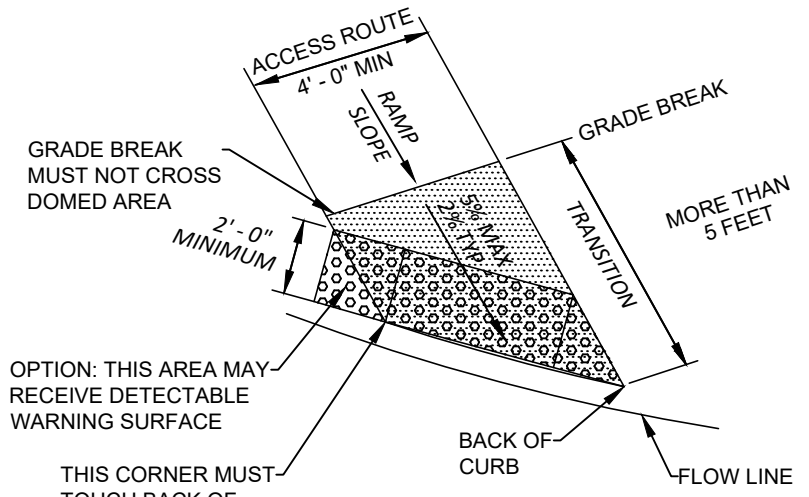 ACCESS ROUTE
4' - 0" MIN
RAMP
SLOPE
GRADE BREAK
GRADE BREAK
MUST NOT CROSS
DOMED AREA
2' - 0"
MINIMUM
5% MAX
2% TYP
TRANSITION
MORE THAN
5 FEET
OPTION: THIS AREA MAY
RECEIVE DETECTABLE
WARNING SURFACE
BACK OF
CURB
FLOW LINE
THIS CORNER MUST
TOUCH BACK OF